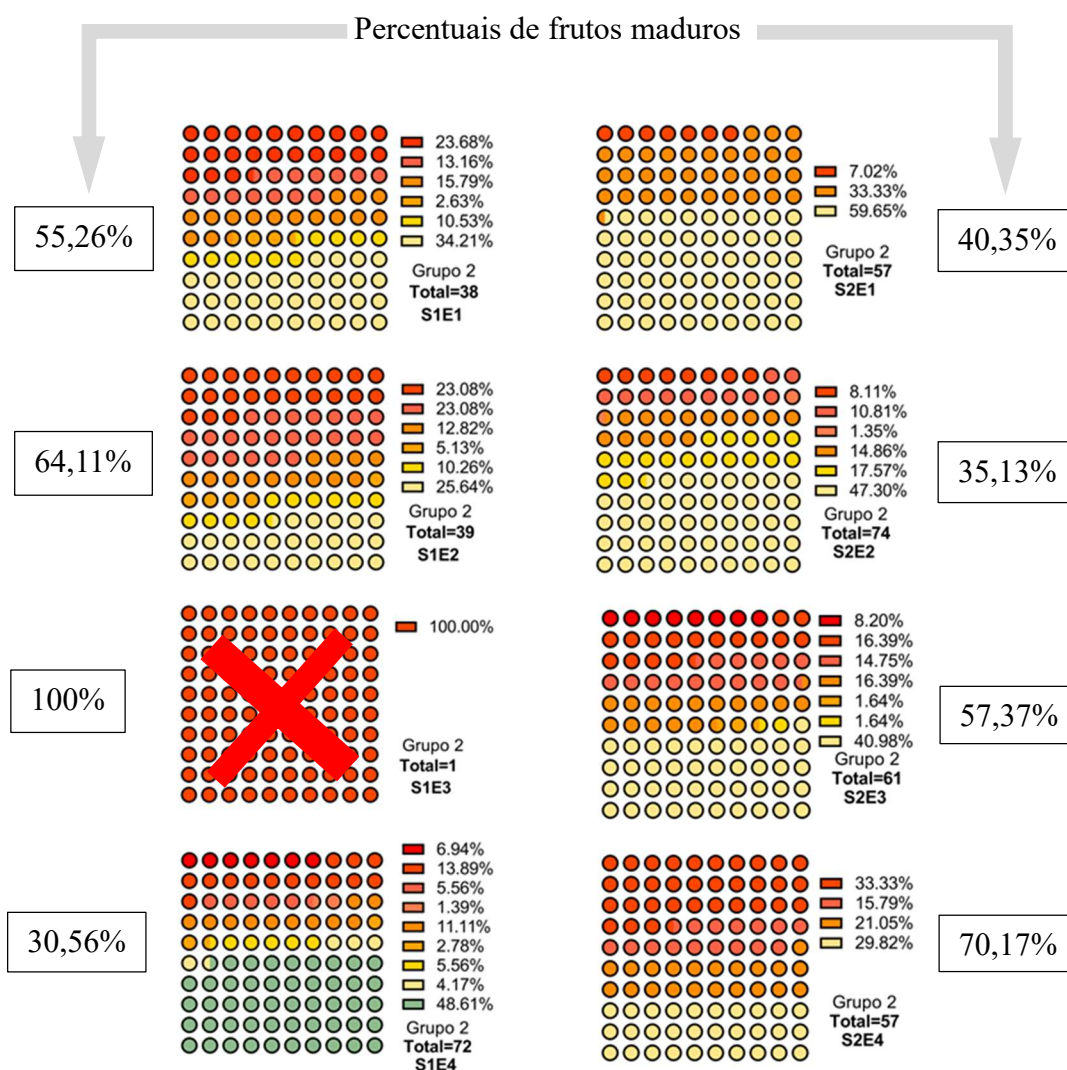 Percentuais de frutos maduros
55,26%
23.68%
13.16%
15.79%
2.63%
10.53%
34.21%
Grupo 2
Total=38
S1E1
7.02%
33.33%
59.65%
Grupo 2
Total=57
S2E1
40,35%
64,11%
23.08%
23.08%
12.82%
5.13%
10.26%
25.64%
Grupo 2
Total=39
S1E2
8.11%
10.81%
1.35%
14.86%
17.57%
47.30%
Grupo 2
Total=74
S2E2
35,13%
100%
100.00%
Grupo 2
Total=1
S1E3
8.20%
16.39%
14.75%
16.39%
1.64%
1.64%
40.98%
Grupo 2
Total=61
S2E3
57,37%
30,56%
6.94%
13.89%
5.56%
1.39%
11.11%
2.78%
5.56%
4.17%
48.61%
Grupo 2
Total=72
S1E4
33.33%
15.79%
21.05%
29.82%
Grupo 2
Total=57
S2E4
70,17%